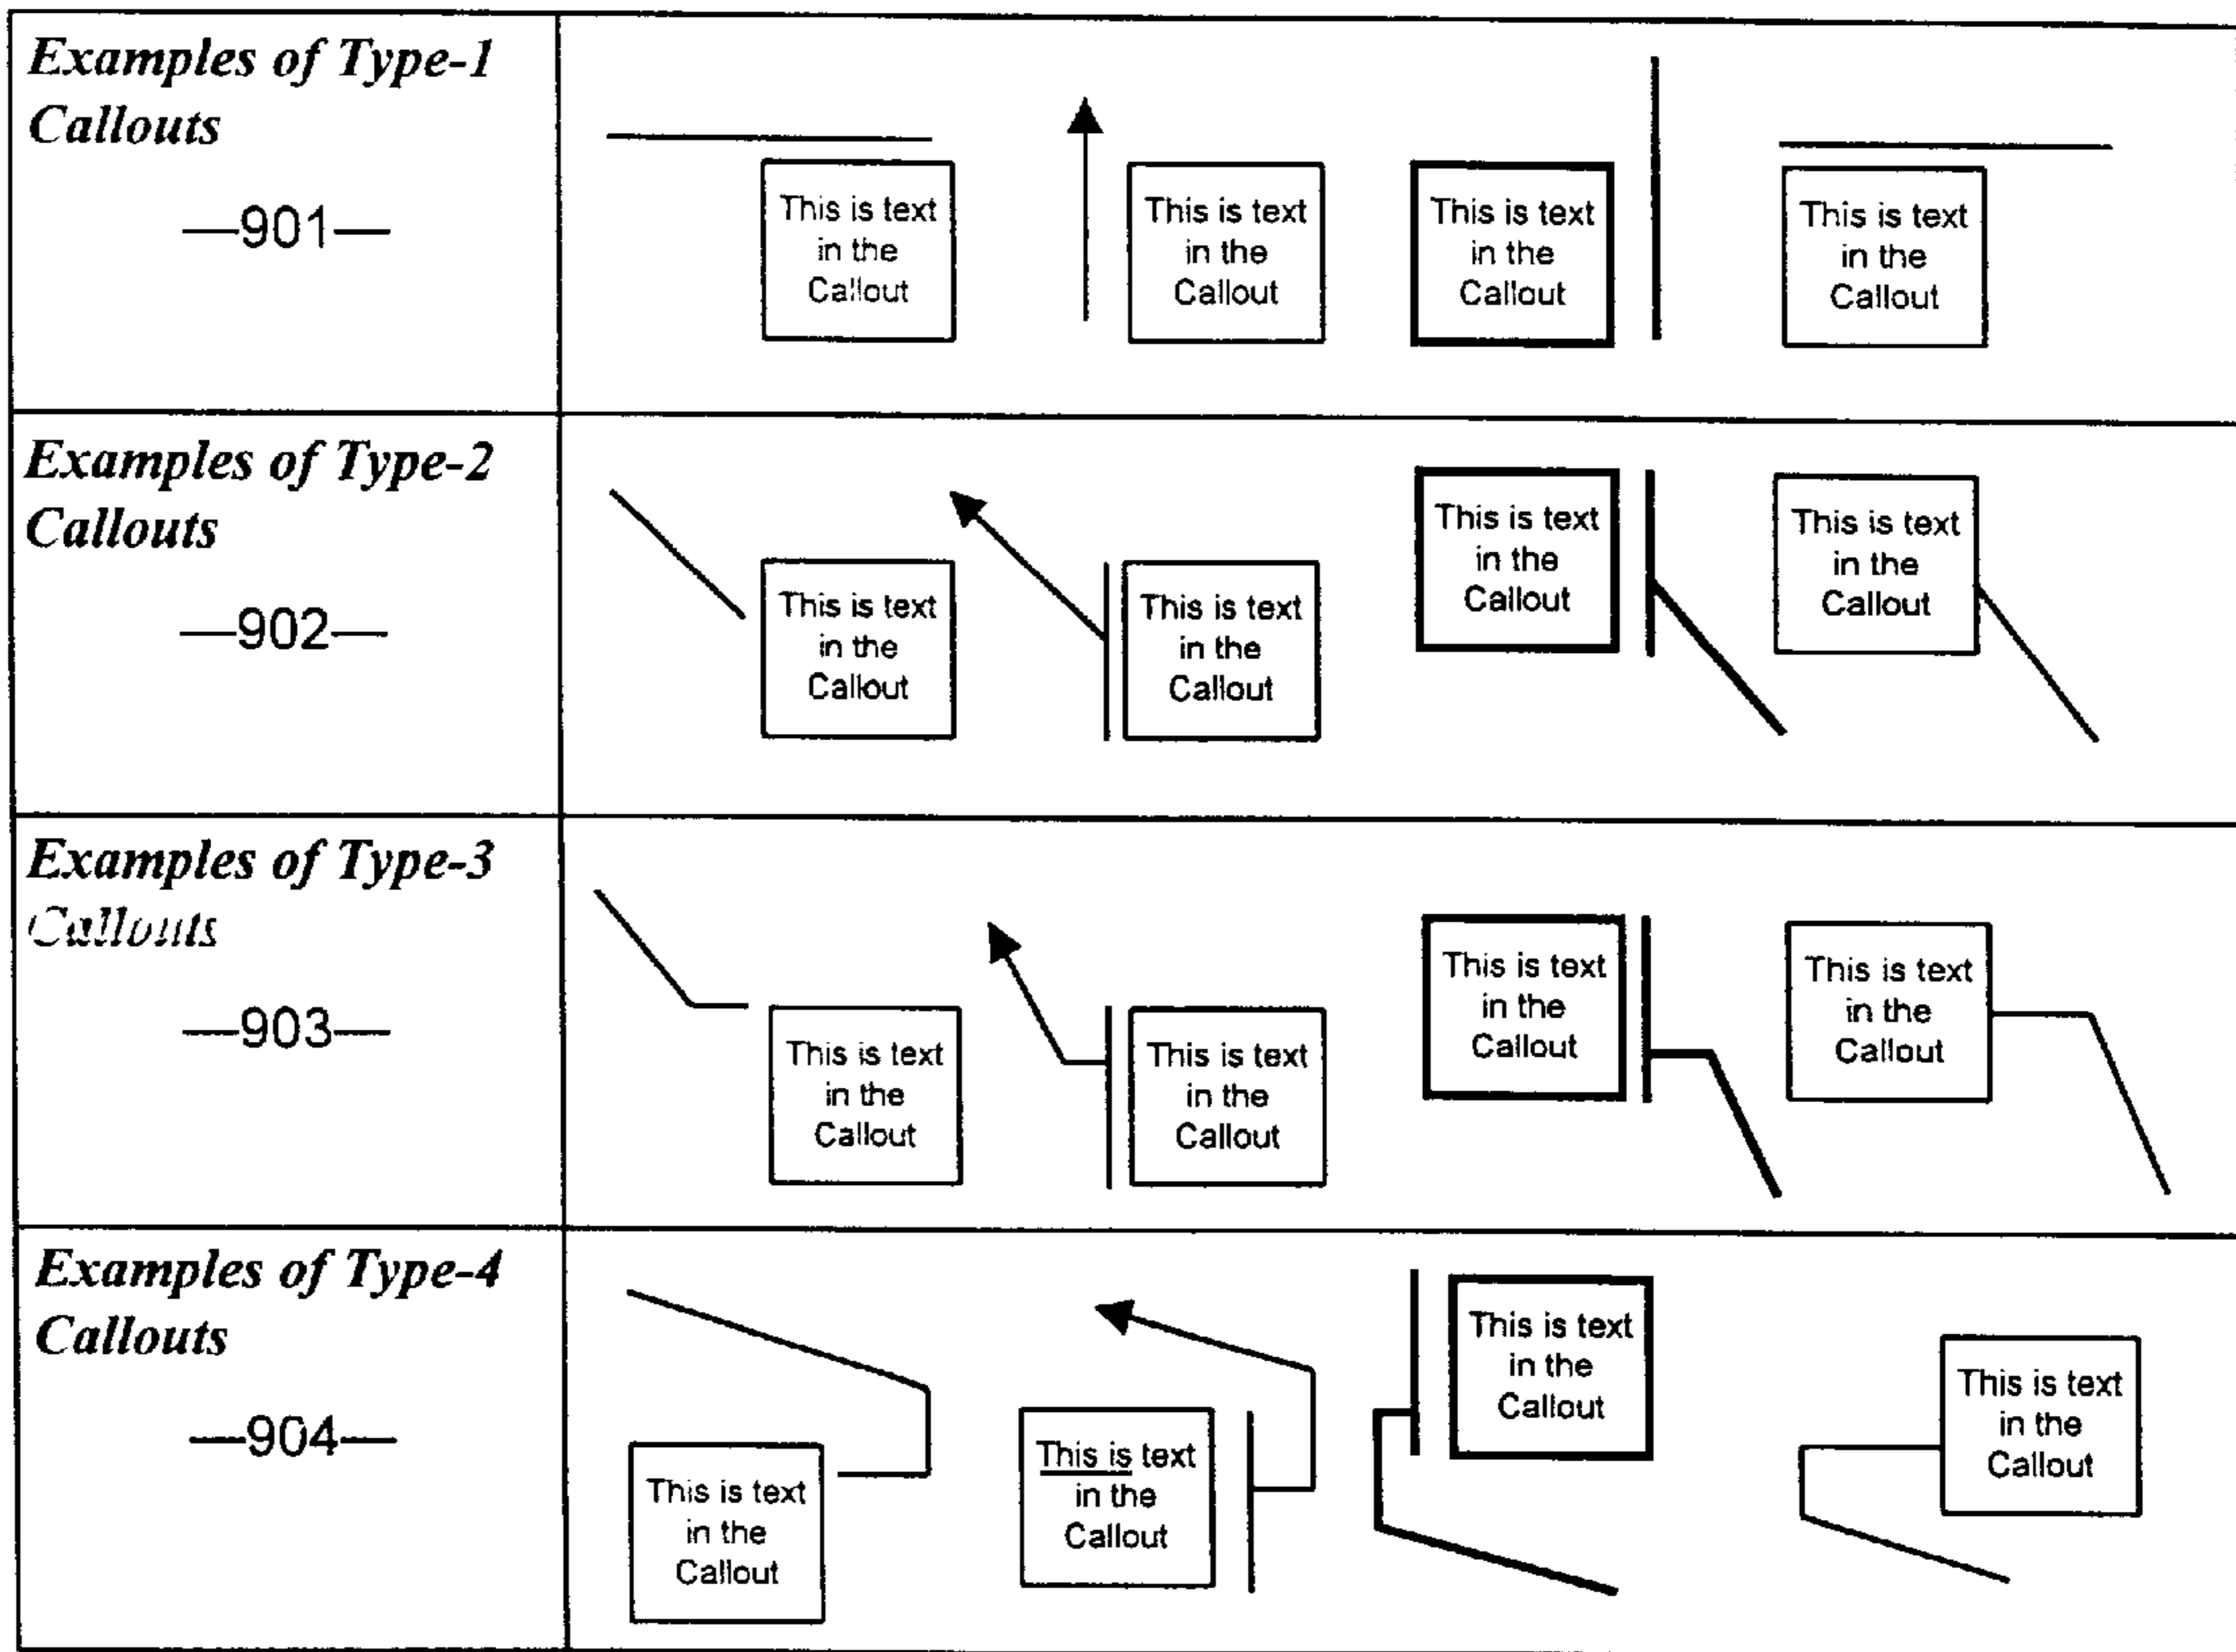 Examples of Type-1
Callouts
—901—
This is text
in the
Callout
This is text
in the
Callout
This is text
in the
Callout
This is text
in the
Callout
Examples of Type-2
Callouts
—902—
This is text
in the
Callout
This is text
in the
Callout
This is text
in the
Callout
This is text
in the
Callout
Examples of Type-3
Callouts
—903—
This is text
in the
Callout
This is text
in the
Callout
This is text
in the
Callout
This is text
in the
Callout
Examples of Type-4
Callouts
—904—
This is text
in the
Callout
This is text
in the
Callout
This is text
in the
Callout
This is text
in the
Callout